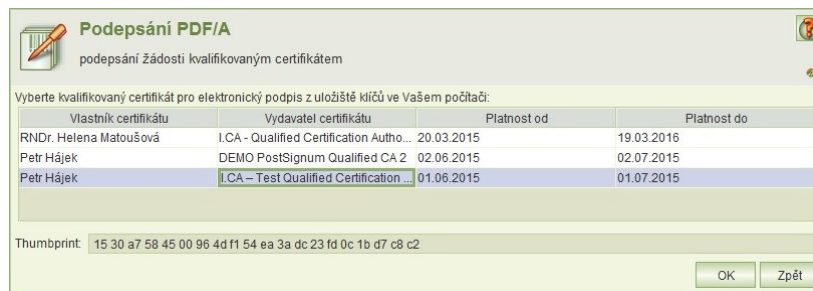 Podepsání PDF/A
podepsání žádosti kvalifikovaným certifikátem
Vyberte kvalifikovaný certifikát pro elektronický podpis z uložiště klíčů ve Vašem počítači:
Vlastník certifikátu Vydavatel certifikátu Platnost od Platnost do
RNDr. Helena Matoušová I.CA - Qualified Certification Autho... 20.03.2015 19.03.2016
Petr Hájek DEMO PostSignum Qualified CA 2 02.06.2015 02.07.2015
Petr Hájek I.CA – Test Qualified Certification ... 01.06.2015 01.07.2015
Thumbprint: 15 30 a7 58 45 00 96 4d f1 54 ea 3a dc 23 fd 0c 1b d7 c8 c2
OK Zpět